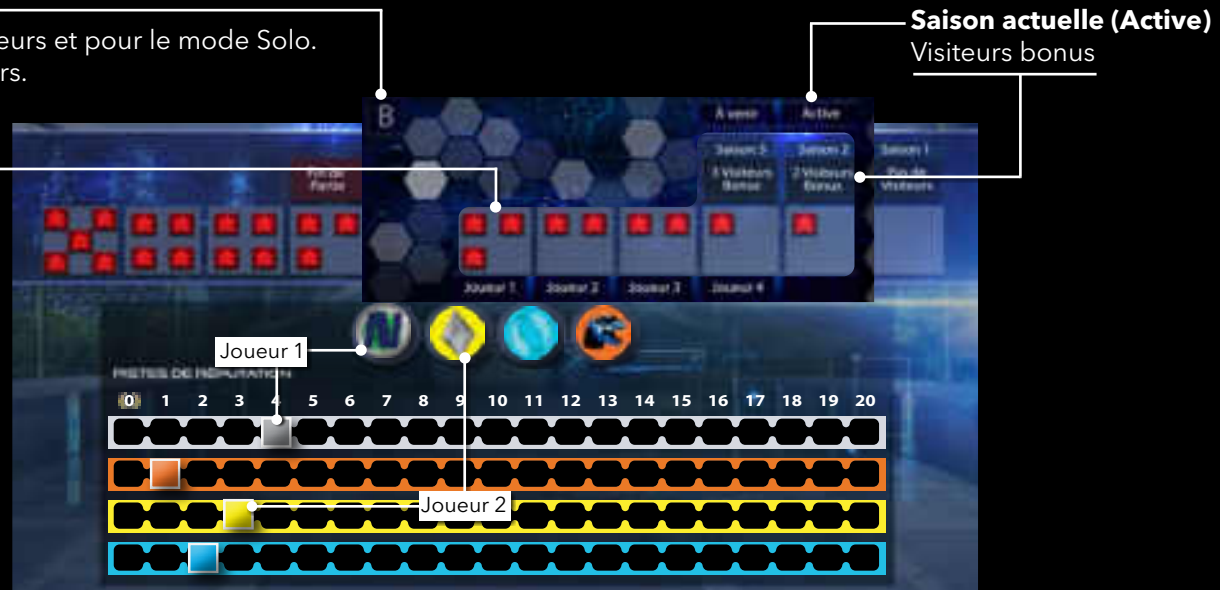 eurs et pour le mode Solo.
rs.
Saison actuelle (Active)
Visiteurs bonus
B
À venir Active
Saison 3 Saison 2 Saison 1
3 Visiteurs Bonus 2 Visiteurs Bonus Pin de Visiteurs
Fin de
Partie
Joueur 1 Joueur 2 Joueur 3 Joueur 4
Joueur 1
PISTES DE RÉPUTATION
0 1 2 3 4 5 6 7 8 9 10 11 12 13 14 15 16 17 18 19 20
Joueur 2